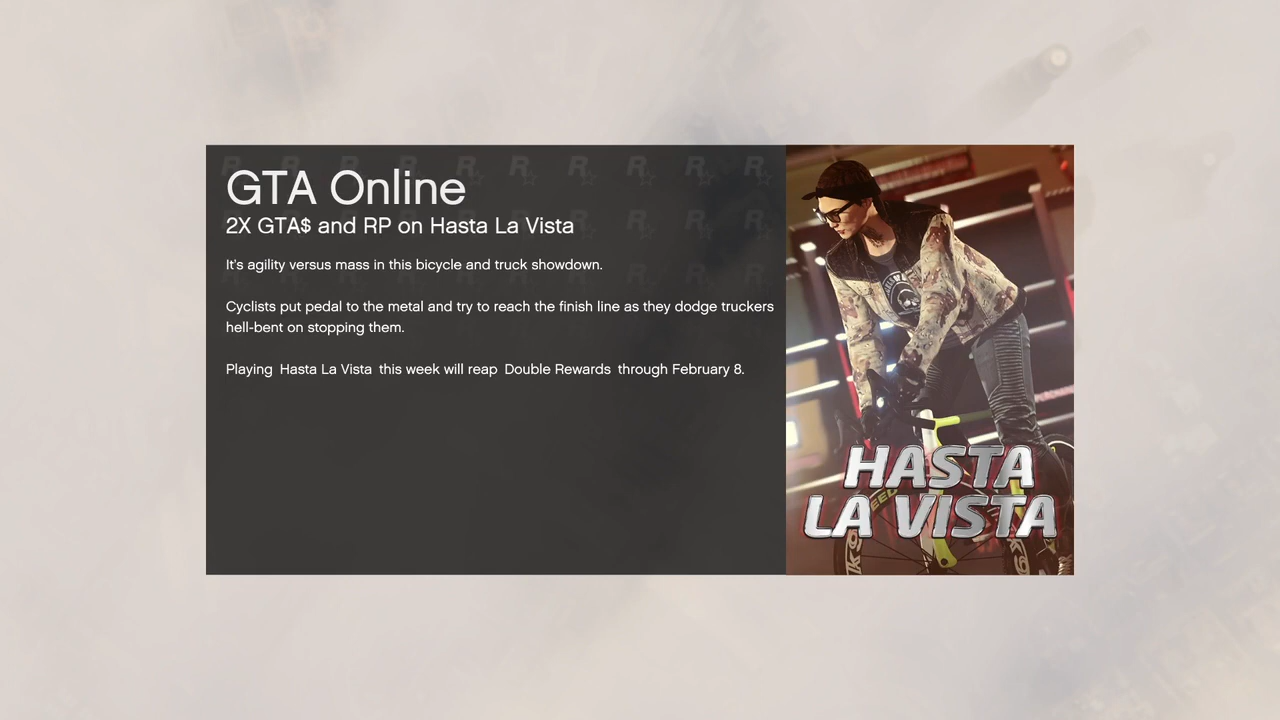 GTA Online
2X GTA$ and RP on Hasta La Vista
It's agility versus mass in this bicycle and truck showdown.
Cyclists put pedal to the metal and try to reach the finish line as they dodge truckers
hell-bent on stopping them.
Playing Hasta La Vista this week will reap Double Rewards through February 8.
HASTA
LA VISTA